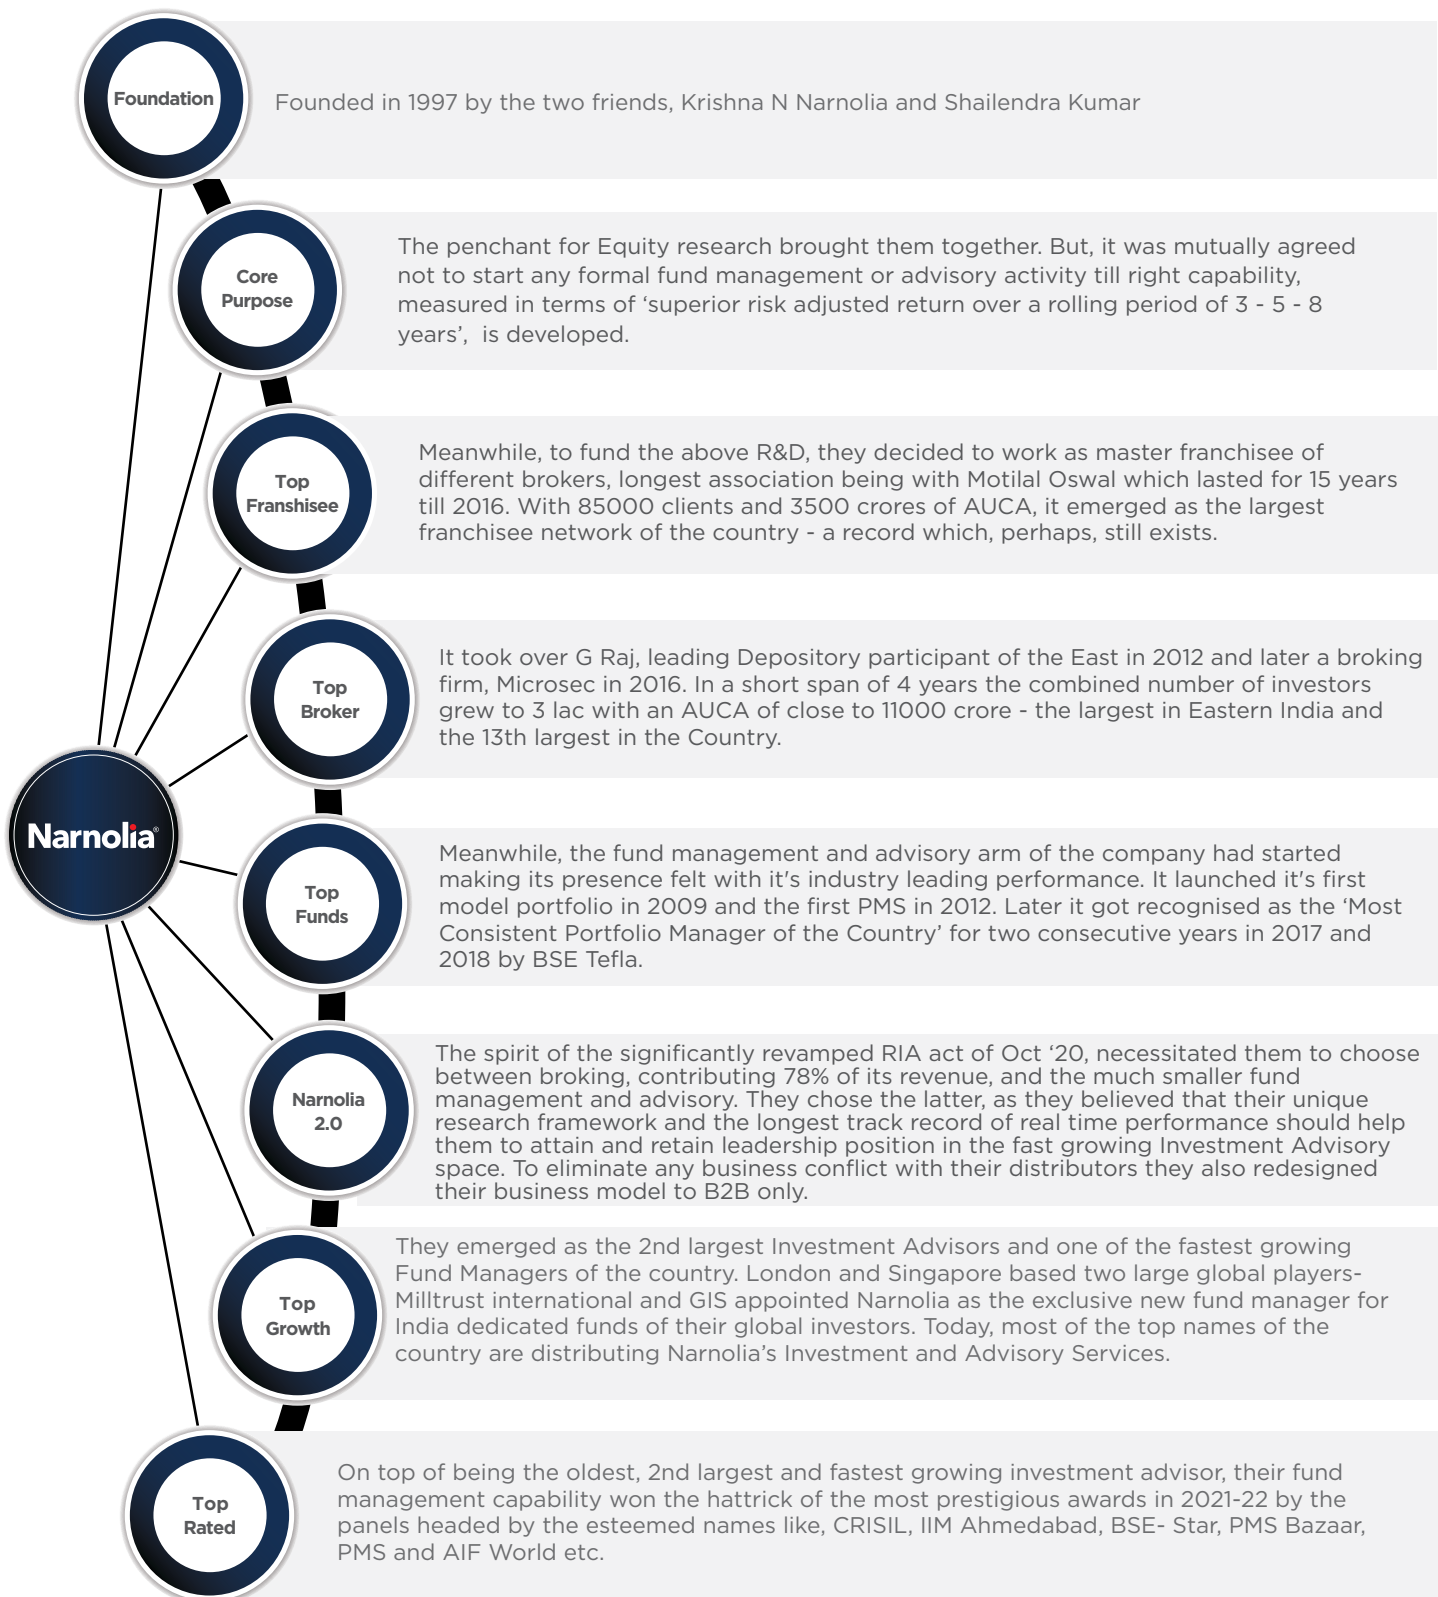 Foundation
Founded in 1997 by the two friends, Krishna N Narnolia and Shailendra Kumar
Core
Purpose
The penchant for Equity research brought them together. But, it was mutually agreed
not to start any formal fund management or advisory activity till right capability,
measured in terms of ‘superior risk adjusted return over a rolling period of 3 - 5 - 8
years’,  is developed.
Top
Franshisee
Meanwhile, to fund the above R&D, they decided to work as master franchisee of
different brokers, longest association being with Motilal Oswal which lasted for 15 years
till 2016. With 85000 clients and 3500 crores of AUCA, it emerged as the largest
franchisee network of the country - a record which, perhaps, still exists.
Top
Broker
It took over G Raj, leading Depository participant of the East in 2012 and later a broking
firm, Microsec in 2016. In a short span of 4 years the combined number of investors
grew to 3 lac with an AUCA of close to 11000 crore - the largest in Eastern India and
the 13th largest in the Country.
Narnolia®
Top
Funds
Meanwhile, the fund management and advisory arm of the company had started
making its presence felt with it's industry leading performance. It launched it's first
model portfolio in 2009 and the first PMS in 2012. Later it got recognised as the ‘Most
Consistent Portfolio Manager of the Country’ for two consecutive years in 2017 and
2018 by BSE Tefla.
Narnolia
2.0
The spirit of the significantly revamped RIA act of Oct ‘20, necessitated them to choose
between broking, contributing 78% of its revenue, and the much smaller fund
management and advisory. They chose the latter, as they believed that their unique
research framework and the longest track record of real time performance should help
them to attain and retain leadership position in the fast growing Investment Advisory
space. To eliminate any business conflict with their distributors they also redesigned
their business model to B2B only.
Top
Growth
They emerged as the 2nd largest Investment Advisors and one of the fastest growing
Fund Managers of the country. London and Singapore based two large global players-
Milltrust international and GIS appointed Narnolia as the exclusive new fund manager for
India dedicated funds of their global investors. Today, most of the top names of the
country are distributing Narnolia’s Investment and Advisory Services.
Top
Rated
On top of being the oldest, 2nd largest and fastest growing investment advisor, their fund
management capability won the hattrick of the most prestigious awards in 2021-22 by the
panels headed by the esteemed names like, CRISIL, IIM Ahmedabad, BSE- Star, PMS Bazaar,
PMS and AIF World etc.